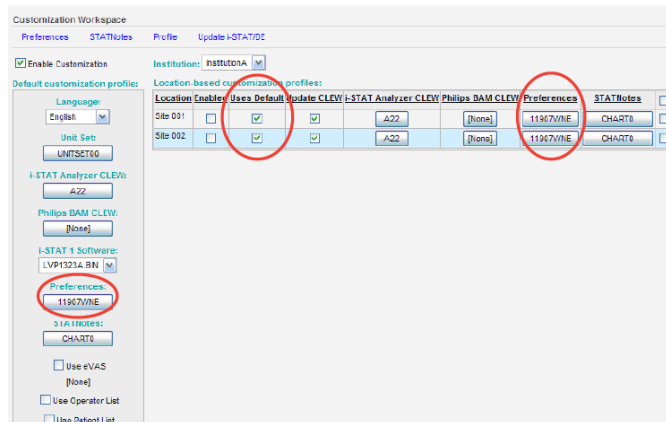 Customization Workspace
Preferences STATNotes Profile Update i-STAT/DE
Enable Customization Institution: InstitutionA
Default customization profile: Location-based customization profiles:
Location Enabled Uses Default Update CLEW i-STAT Analyzer CLEW Philips BAM CLEW Preferences STATNotes
Site 001 A22 [None] 11907WNE CHART0
Site 002 A22 [None] 11907WNE CHART0
Language:
English
Unit Set:
UNITSET00
i-STAT Analyzer CLEW:
A22
Philips BAM CLEW:
[None]
i-STAT 1 Software:
LVP1323A.BIN
Preferences:
11907WNE
STATNotes:
CHART0
Use eVAS
[None]
Use Operator List
Use Patient List